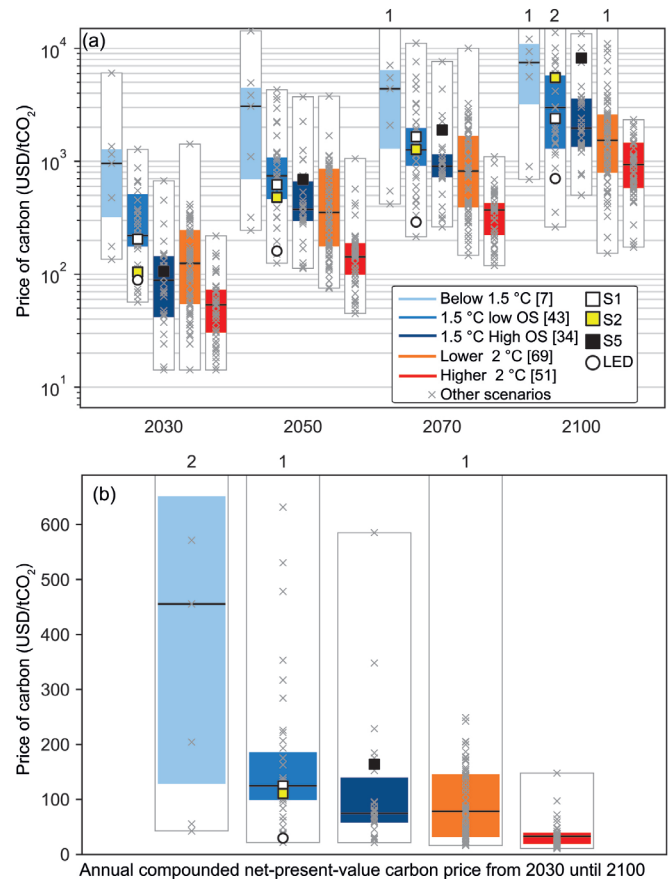 1 1 2 1
(a)
10⁴
10³
10²
10¹
Price of carbon (USD/tCO₂)
Below 1.5 °C [7]
1.5 °C low OS [43]
1.5 °C High OS [34]
Lower 2 °C [69]
Higher 2 °C [51]
Other scenarios
S1
S2
S5
LED
2030 2050 2070 2100
2 1 1
(b)
600
500
400
300
200
100
0
Price of carbon (USD/tCO₂)
Annual compounded net-present-value carbon price from 2030 until 2100